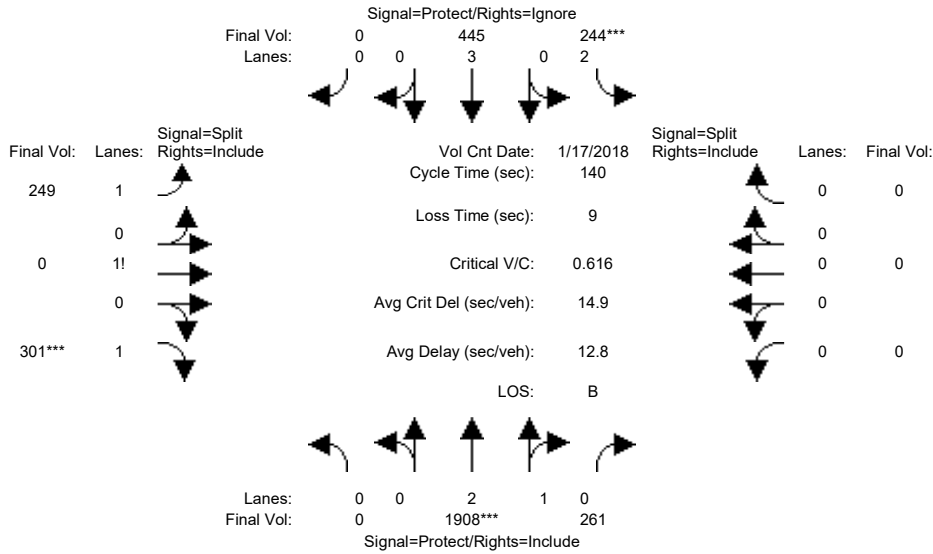 Signal=Protect/Rights=Ignore
Final Vol: 0 445 244***
Lanes: 0 0 3 0 2
Signal=Split
Final Vol: Lanes: Rights=Include
Vol Cnt Date: 1/17/2018
Signal=Split
Rights=Include Lanes: Final Vol:
Cycle Time (sec): 140
249 1 0 0
Loss Time (sec): 9
0 0
0 1! Critical V/C: 0.616 0 0
0 Avg Crit Del (sec/veh): 14.9 0
301*** 1 Avg Delay (sec/veh): 12.8 0 0
LOS: B
Lanes: 0 0 2 1 0
Final Vol: 0 1908*** 261
Signal=Protect/Rights=Include